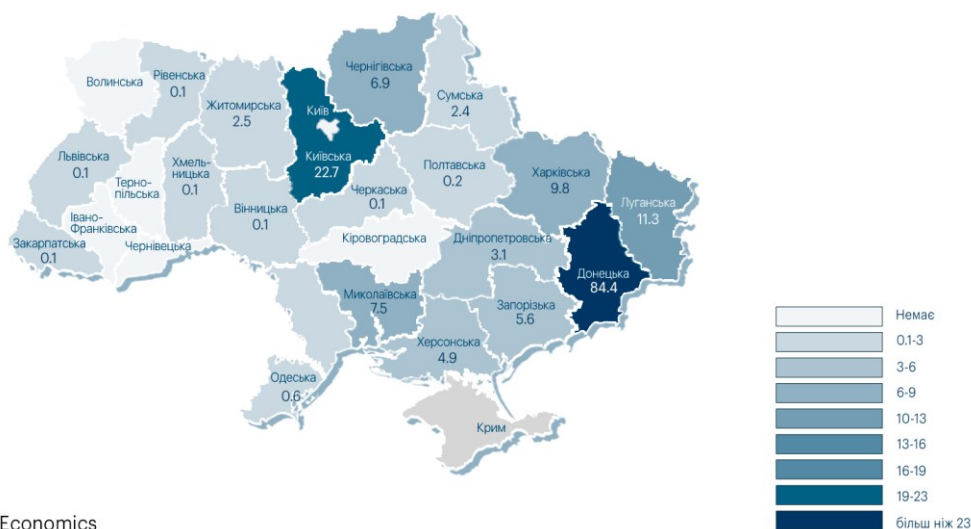 Волинська
Рівенська
0.1
Житомирська
2.5
Київ
Київська
22.7
Чернігівська
6.9
Сумська
2.4
Львівська
0.1
Терно-
пільська
Хмель-
ницька
0.1
Вінницька
0.1
Черкаська
0.1
Полтавська
0.2
Харківська
9.8
Луганська
11.3
Закарпатська
0.1
Івано-
Франківська
Чернівецька
Кіровоградська
Дніпропетровська
3.1
Донецька
84.4
Миколаївська
7.5
Запорізька
5.6
Херсонська
4.9
Одеська
0.6
Крим
Немає
0.1-3
3-6
6-9
10-13
13-16
16-19
19-23
більш ніж 23
Economics